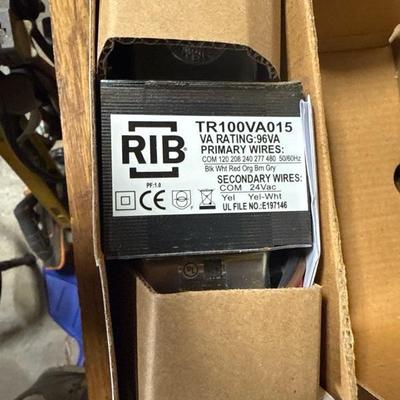 RIB
TR100VA015
VA RATING:96VA
PRIMARY WIRES:
COM 120 208 240 277 480 50/60Hz
Blk Wht Red Org Brn Gry
SECONDARY WIRES:
COM 24Vac
Yel Yel-Wht
UL FILE NO.:E197146
PF:1.0
CE